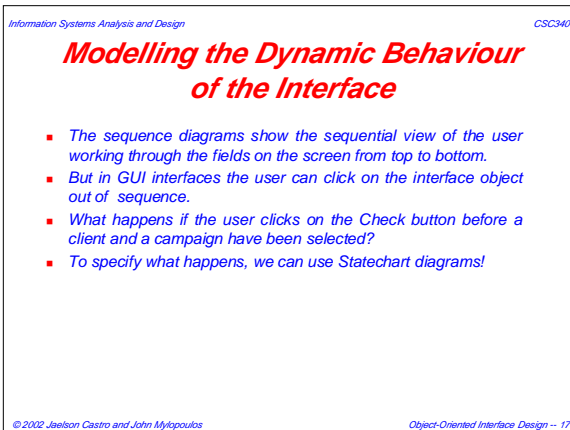 Information Systems Analysis and Design CSC340
Modelling the Dynamic Behaviour
of the Interface
The sequence diagrams show the sequential view of the user
working through the fields on the screen from top to bottom.
But in GUI interfaces the user can click on the interface object
out of sequence.
What happens if the user clicks on the Check button before a
client and a campaign have been selected?
To specify what happens, we can use Statechart diagrams!
© 2002 Jaelson Castro and John Mylopoulos Object-Oriented Interface Design -- 17